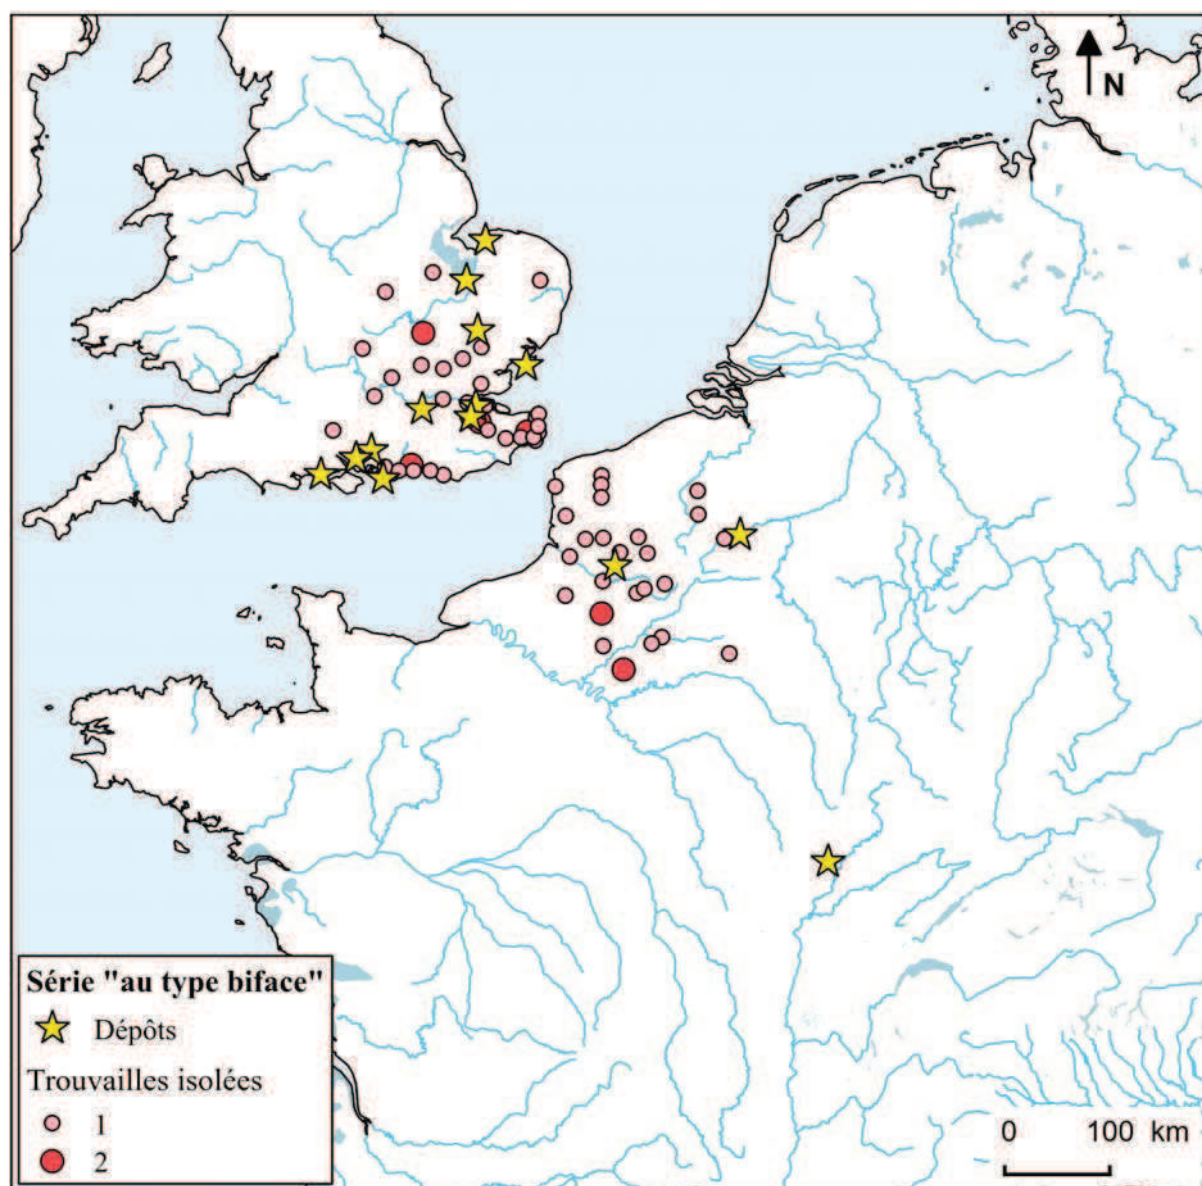 N
Série "au type biface"
Dépôts
Trouvailles isolées
1
2
0 100 km